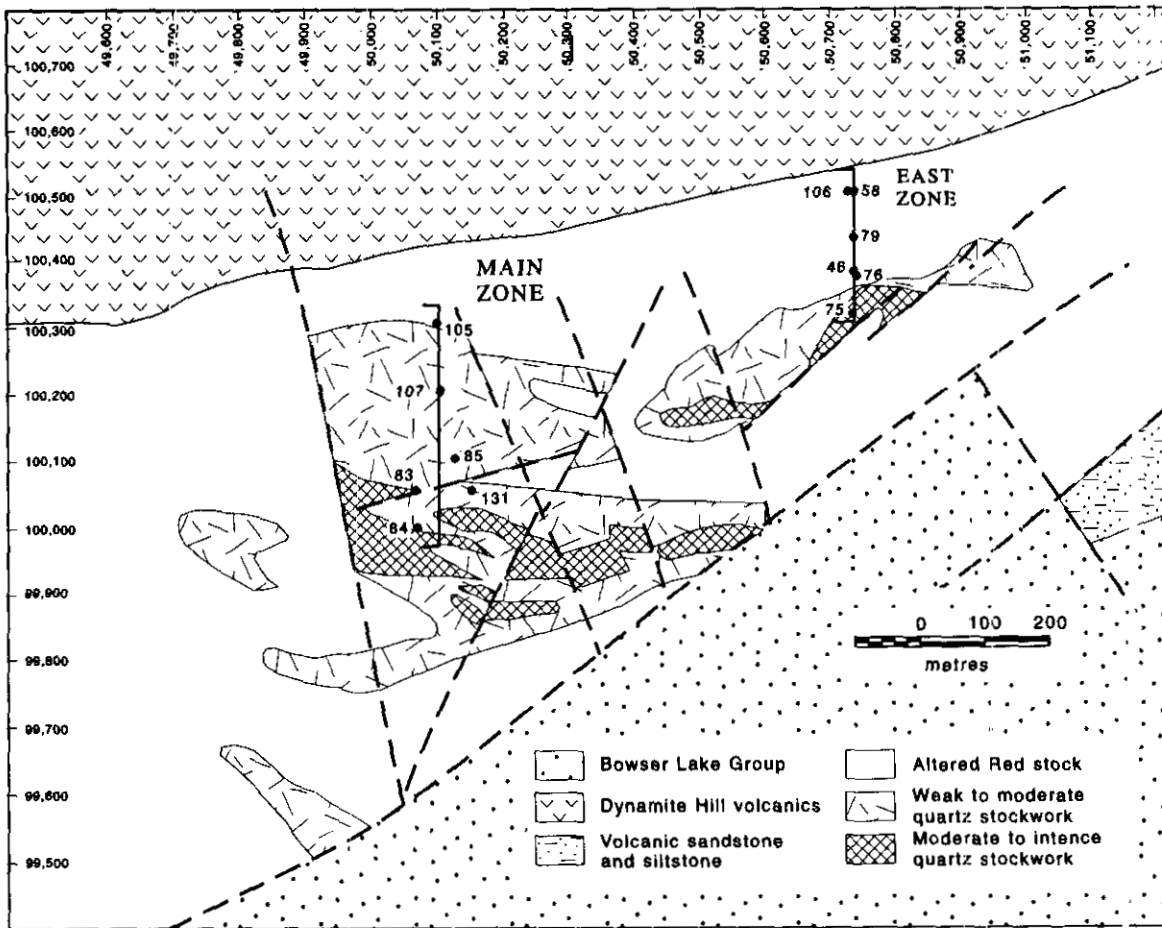 49,600
49,700
49,800
49,900
50,000
50,100
50,200
50,300
50,400
50,500
50,600
50,700
50,800
50,900
51,000
51,100
100,700
100,600
100,500
100,400
100,300
100,200
100,100
100,000
99,900
99,800
99,700
99,600
99,500
EAST
ZONE
106
58
79
46
76
75
MAIN
ZONE
105
107
85
83
131
84
0 100 200
metres
Bowser Lake Group
Dynamite Hill volcanics
Volcanic sandstone
and siltstone
Altered Red stock
Weak to moderate
quartz stockwork
Moderate to intence
quartz stockwork